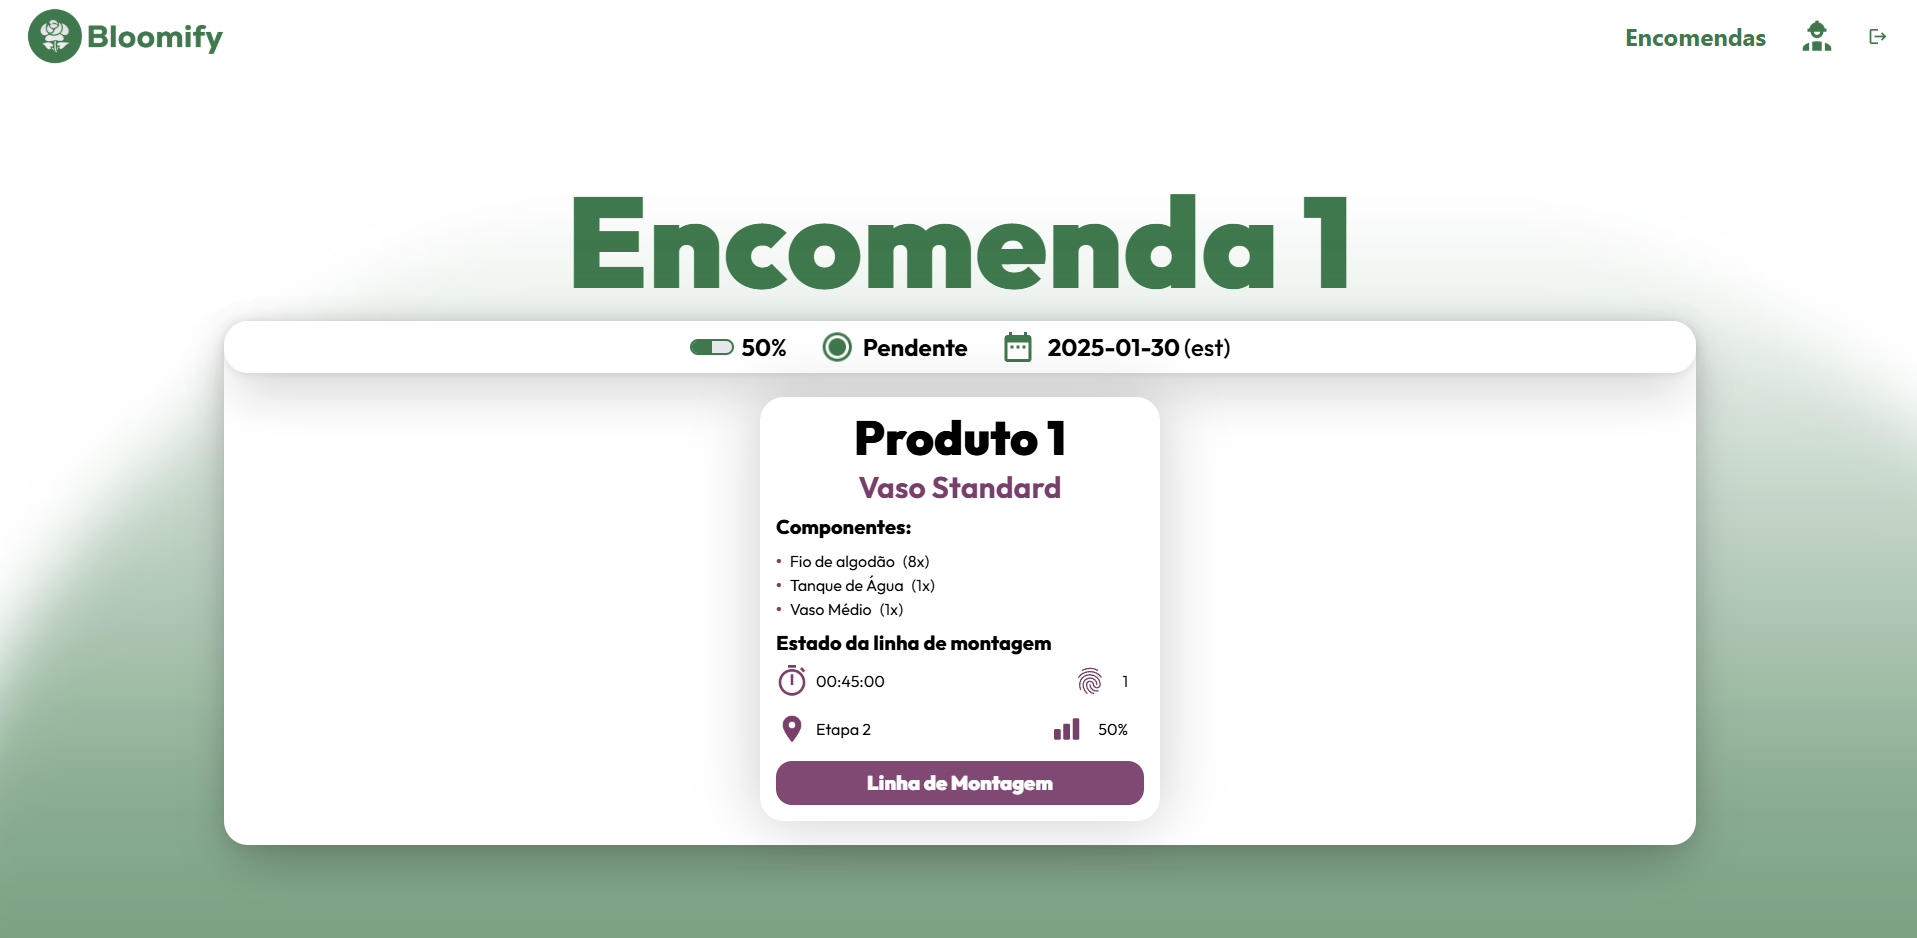 Bloomify
Encomendas
Encomenda 1
50%
Pendente
2025-01-30 (est)
Produto 1
Vaso Standard
Componentes:
• Fio de algodão (8x)
• Tanque de Água (1x)
• Vaso Médio (1x)
Estado da linha de montagem
00:45:00
1
Etapa 2
50%
Linha de Montagem